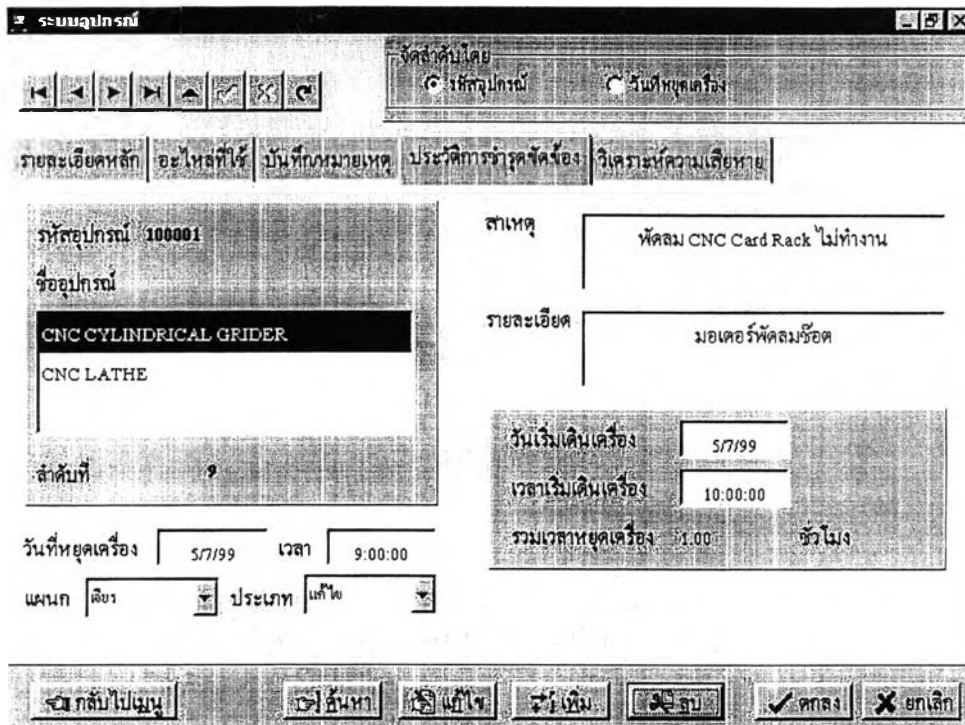 ระบบอุปกรณ์
จัดลำดับโดย
รหัสอุปกรณ์ วันที่หยุดเครื่อง
รายละเอียดหลัก อะไหล่ที่ใช้ บันทึก/หมายเหตุ ประวัติการชำรุดขัดข้อง วิเคราะห์ความเสียหาย
รหัสอุปกรณ์ 100001
ชื่ออุปกรณ์
CNC CYLINDRICAL GRIDER
CNC LATHE
ลำดับที่ 9
วันที่หยุดเครื่อง 5/7/99 เวลา 9:00:00
แผนก เจียร ประเภท แก้ไข
สาเหตุ พัดลม CNC Card Rack ไม่ทำงาน
รายละเอียด มอเตอร์พัดลมช๊อต
วันเริ่มเดินเครื่อง 5/7/99
เวลาเริ่มเดินเครื่อง 10:00:00
รวมเวลาหยุดเครื่อง 1.00 ชั่วโมง
กลับไปเมนู ค้นหา แก้ไข เพิ่ม ลบ ตกลง ยกเลิก